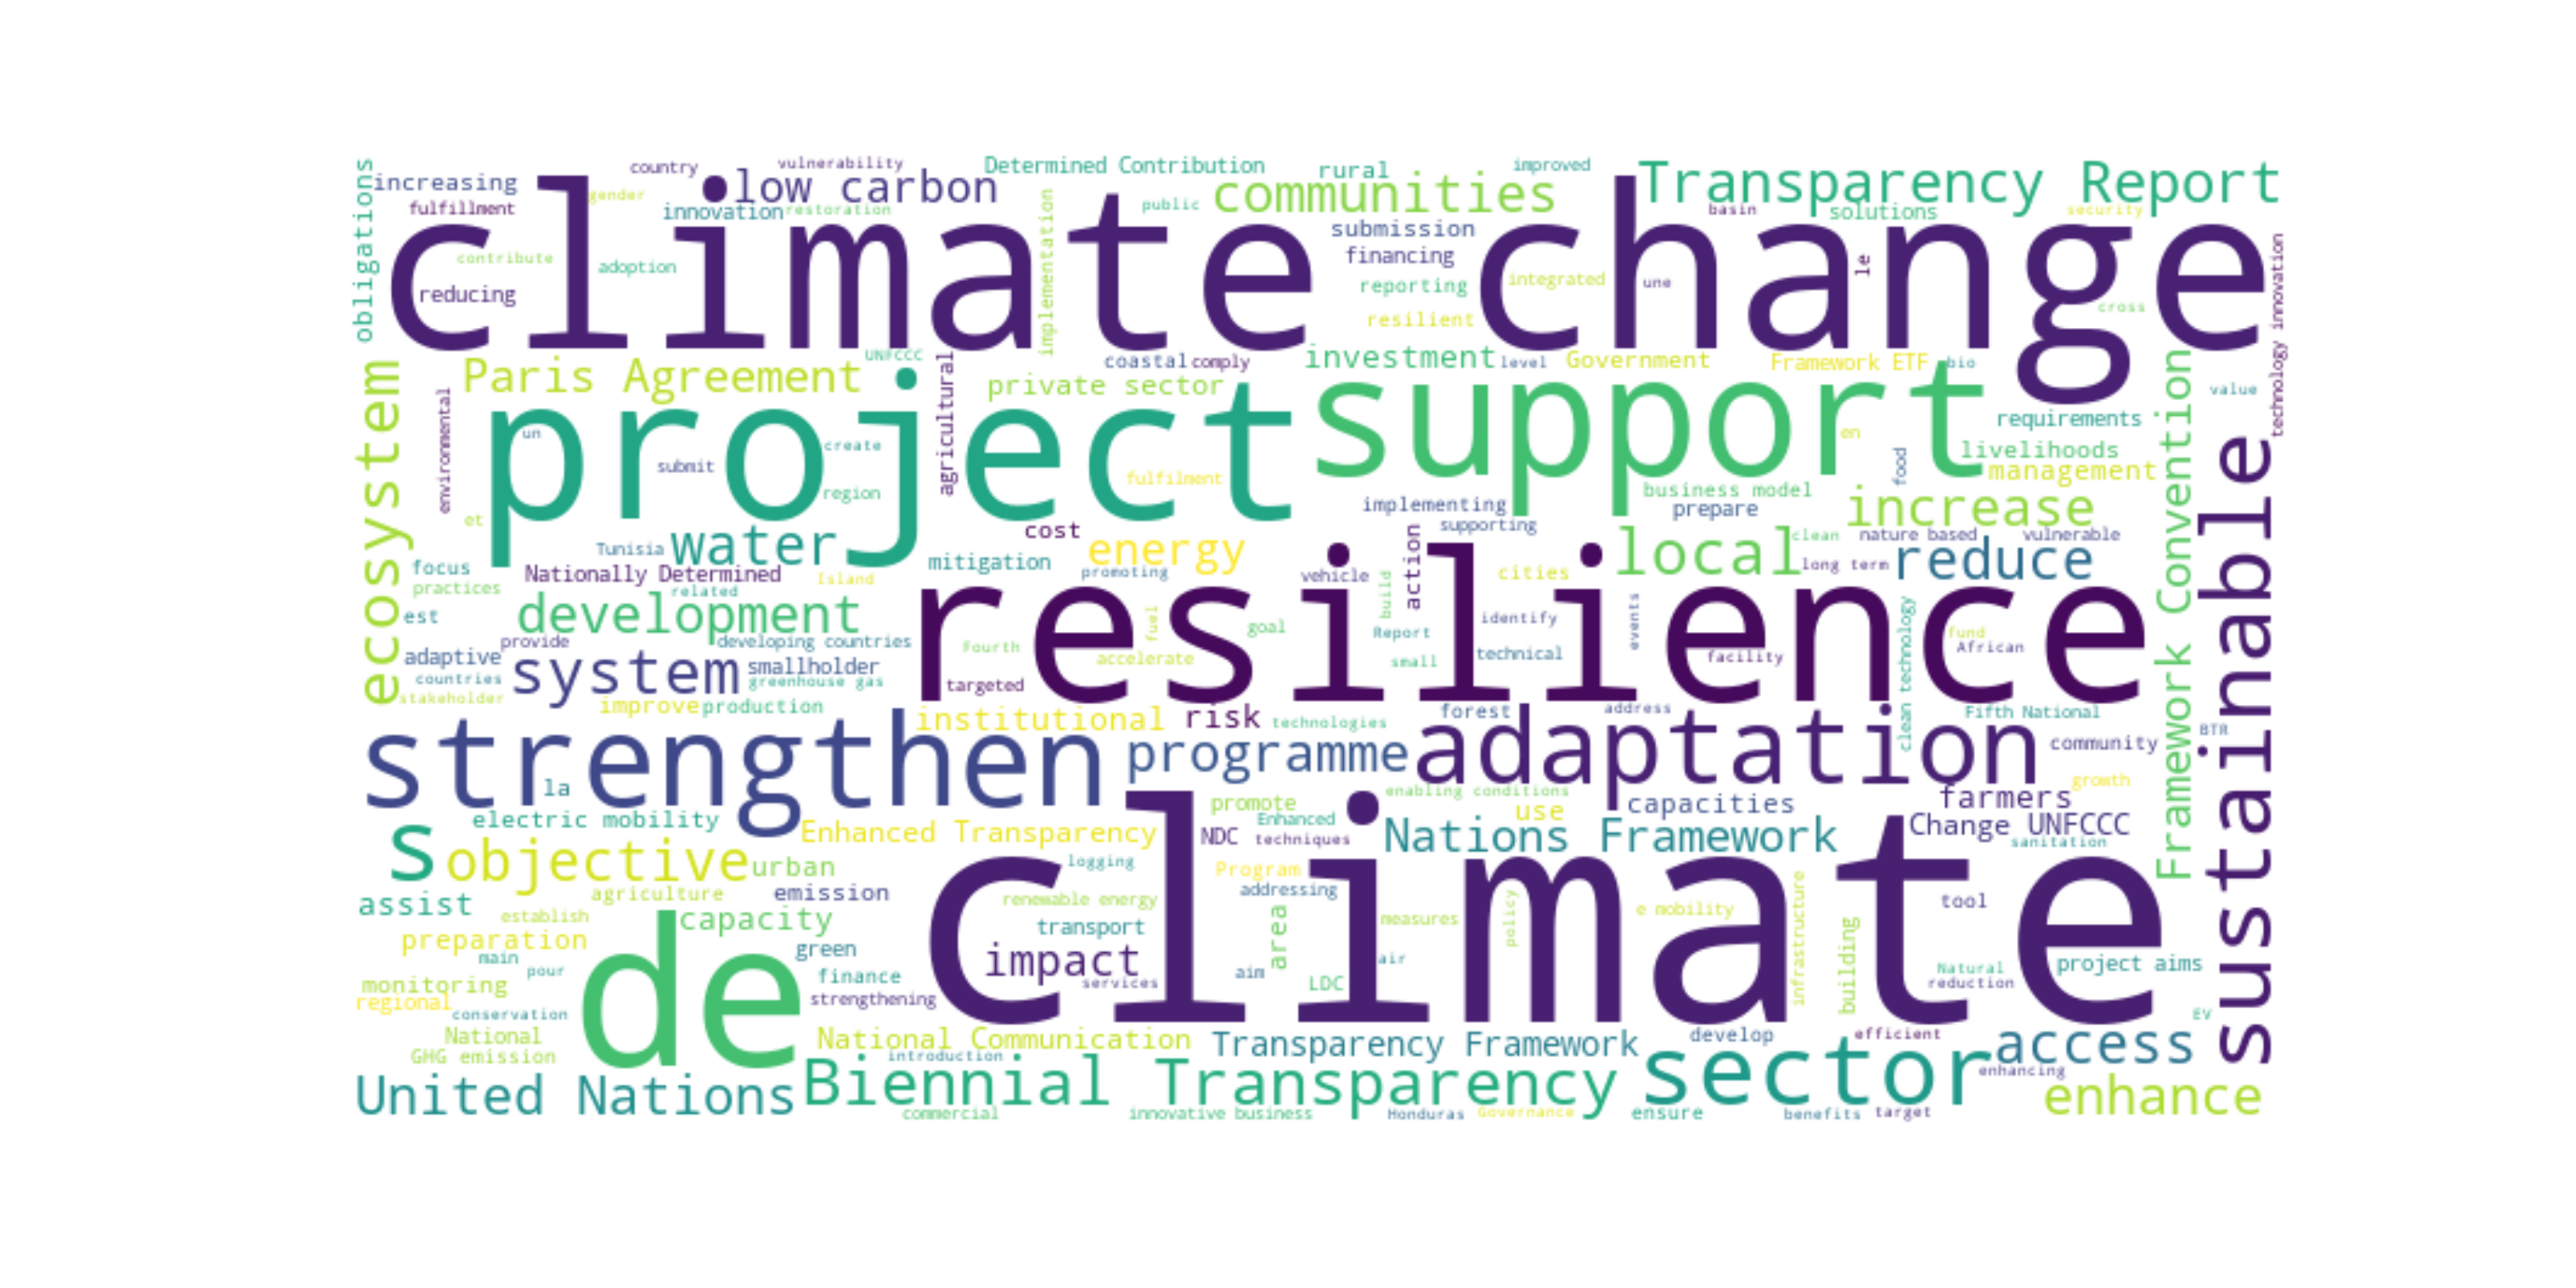 obligations
increasing
country
vulnerability
Determined Contribution
rural
improved
Transparency Report
gender
low carbon
communities
fulfillment
innovation
restoration
public
basin
solutions
security
climate change
contribute
adoption
implementation
submission
financing
reducing
reporting
integrated
une
le
cross
technology innovation
resilient
Paris Agreement
UNFCCC
coastal
comply
investment
level
Government
Framework ETF
bio
ecosystem
environmental
agricultural
private sector
value
project
support
requirements
un
create
en
submit
region
fulfilment
food
livelihoods
management
Framework Convention
et
business model
increase
implementing
prepare
cost
supporting
Tunisia
water
energy
local
clean
nature based
vulnerable
sustainable
focus
mitigation
action
long term
reduce
Nationally Determined
Island
promoting
vehicle
cities
practices
related
build
est
development
resilience
fuel
goal
identify
events
clean technology
fund
provide
developing countries
Fourth
Report
African
adaptive
system
smallholder
accelerate
small
technical
facility
countries
greenhouse gas
targeted
stakeholder
improve
production
institutional
risk
technologies
forest
address
Fifth National
BTR
strengthen
programme
adaptation
community
la
enabling conditions
growth
electric mobility
promote
Enhanced
use
capacities
farmers
s
Enhanced Transparency
NDC
techniques
Nations Framework
Change UNFCCC
sanitation
objective
urban
logging
Program
climate
assist
agriculture
emission
renewable energy
addressing
infrastructure
tool
establish
capacity
transport
area
measures
policy
e mobility
building
preparation
de
green
impact
main
pour
finance
services
aim
air
Natural
project aims
monitoring
LDC
reduction
regional
strengthening
conservation
EV
National
National Communication
Transparency Framework
develop
efficient
access
GHG emission
introduction
United Nations
Biennial Transparency
sector
enhancing
enhance
commercial
innovative business
Honduras
Governance
ensure
benefits
target